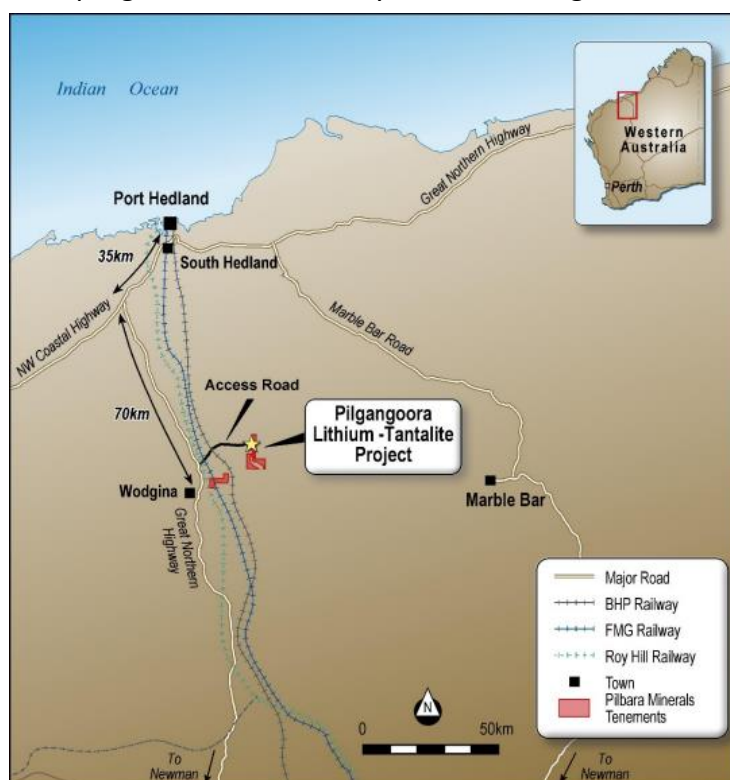 Indian Ocean
Western
Australia
Perth
Great Northern Highway
Port Hedland
35km
South Hedland
NW Coastal Highway
Marble Bar Road
Access Road
70km
Pilgangoora
Lithium -Tantalite
Project
Wodgina
Marble Bar
Great Northern
Highway
Major Road
BHP Railway
FMG Railway
Roy Hill Railway
Town
Pilbara Minerals
Tenements
N
0 50km
To
Newman
To
Newman